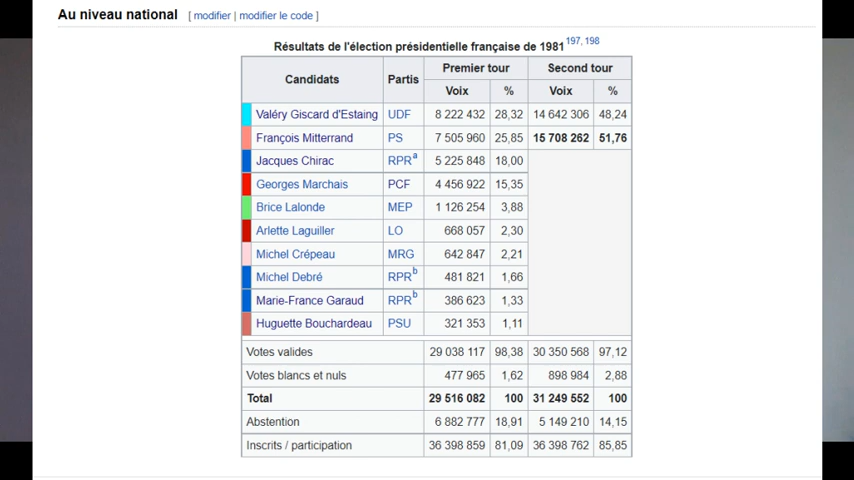 Au niveau national [ modifier | modifier le code ]
Résultats de l'élection présidentielle française de 1981 197, 198
Candidats Partis Premier tour Second tour
Voix % Voix %
Valéry Giscard d'Estaing UDF 8 222 432 28,32 14 642 306 48,24
François Mitterrand PS 7 505 960 25,85 15 708 262 51,76
Jacques Chirac RPR a 5 225 848 18,00
Georges Marchais PCF 4 456 922 15,35
Brice Lalonde MEP 1 126 254 3,88
Arlette Laguiller LO 668 057 2,30
Michel Crépeau MRG 642 847 2,21
Michel Debré RPR b 481 821 1,66
Marie-France Garaud RPR b 386 623 1,33
Huguette Bouchardeau PSU 321 353 1,11
Votes valides 29 038 117 98,38 30 350 568 97,12
Votes blancs et nuls 477 965 1,62 898 984 2,88
Total 29 516 082 100 31 249 552 100
Abstention 6 882 777 18,91 5 149 210 14,15
Inscrits / participation 36 398 859 81,09 36 398 762 85,85